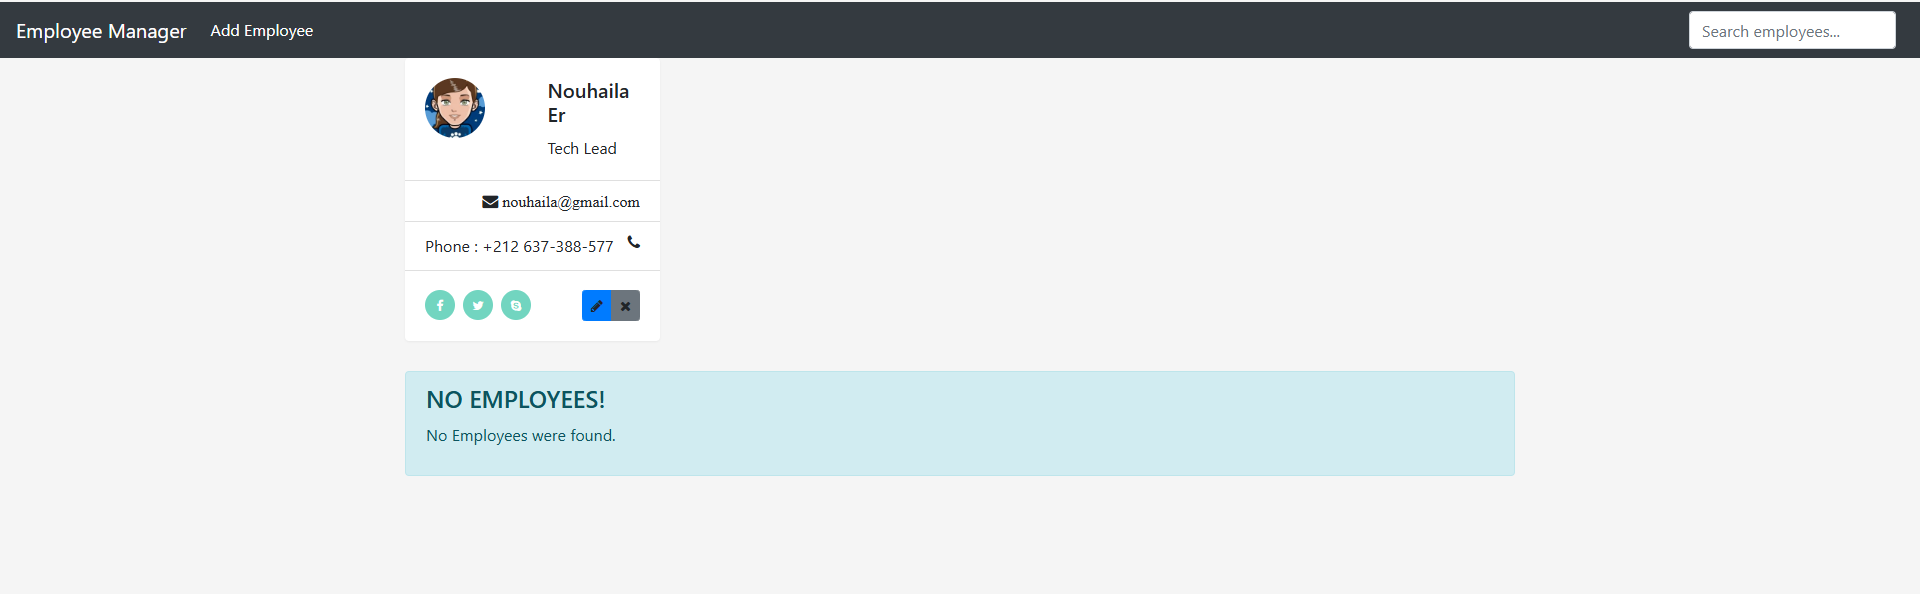 Employee Manager Add Employee Search employees...
Nouhaila
Er
Tech Lead
nouhaila@gmail.com
Phone : +212 637-388-577
NO EMPLOYEES!
No Employees were found.